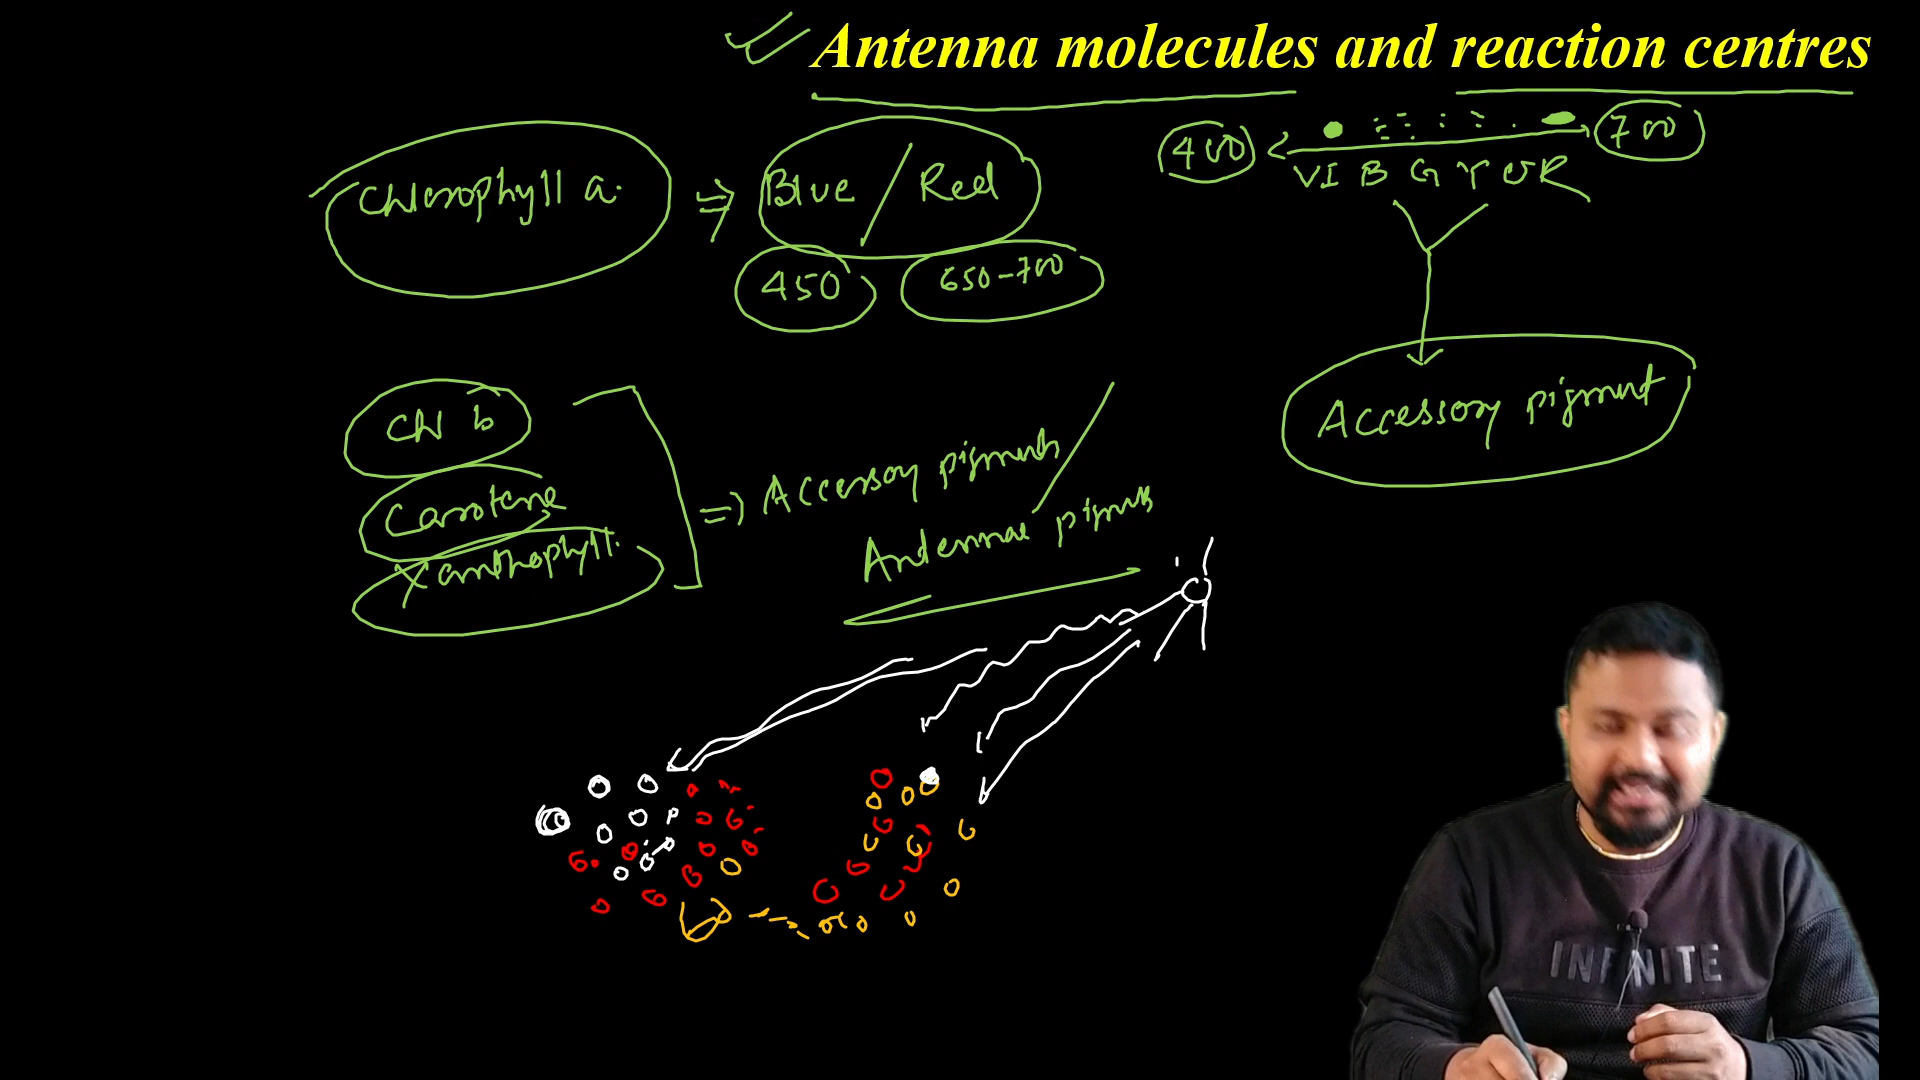 Antenna molecules and reaction centres
Chlorophyll a.
Blue / Red
450
650-700
400
700
VI B G Y O R
Accessory pigment
Chl b
Carotene
Xanthophyll.
=> Accessory pigments /
Antennae pigments
INFINITE